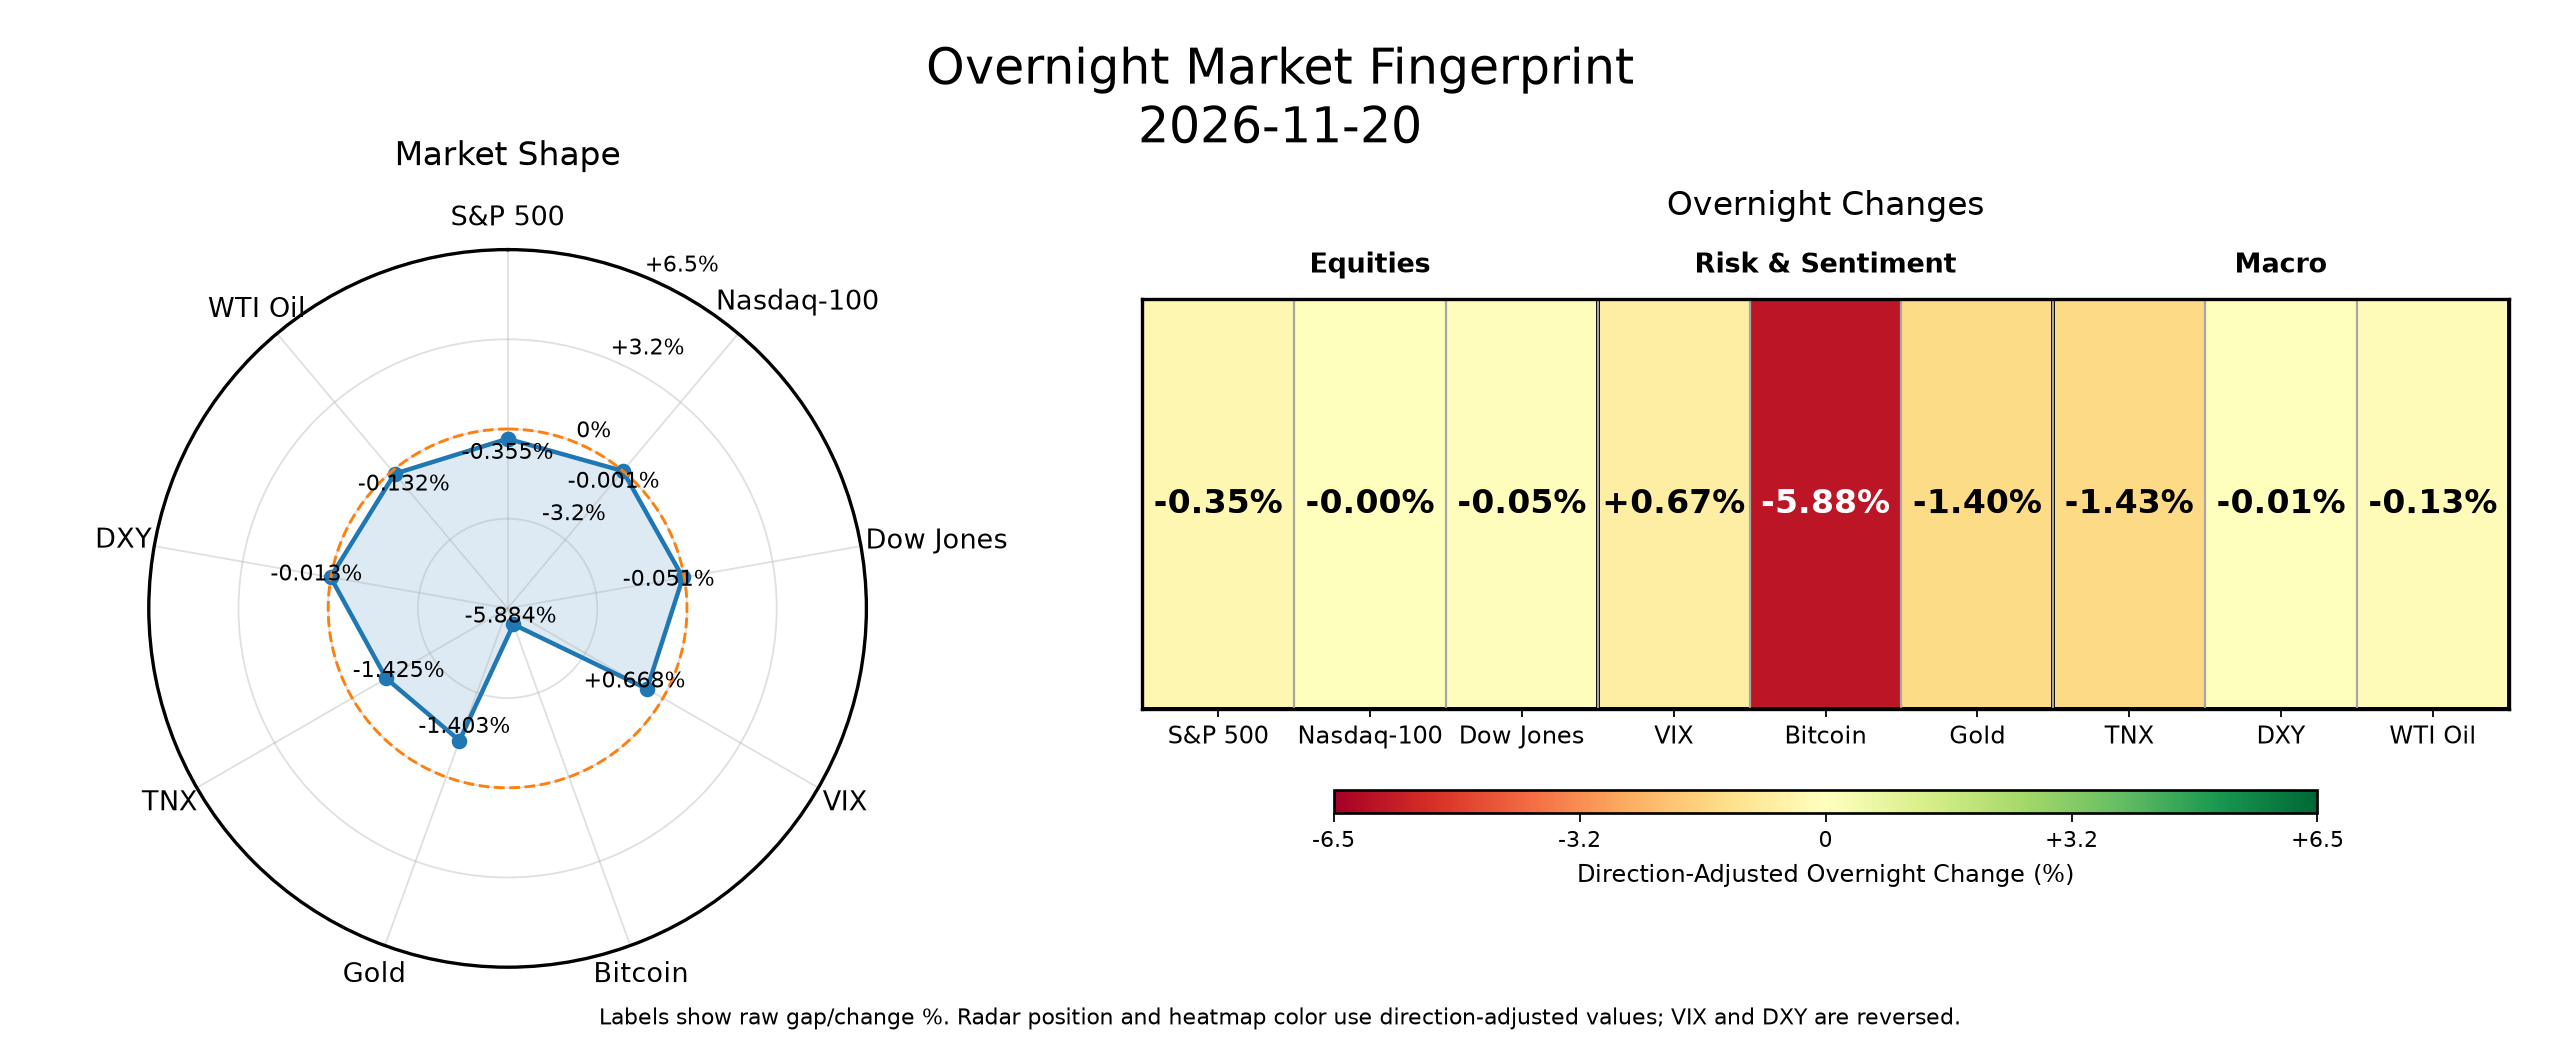 Overnight Market Fingerprint
2026-11-20
Market Shape
S&P 500
+6.5%
Nasdaq-100
WTI Oil
+3.2%
0%
-0.355%
-0.001%
-0.132%
-3.2%
DXY
Dow Jones
-0.013%
-0.051%
-5.884%
-1.425%
+0.668%
-1.403%
TNX
VIX
Gold
Bitcoin
Overnight Changes
Equities
Risk & Sentiment
Macro
-0.35%
-0.00%
-0.05%
+0.67%
-5.88%
-1.40%
-1.43%
-0.01%
-0.13%
S&P 500
Nasdaq-100
Dow Jones
VIX
Bitcoin
Gold
TNX
DXY
WTI Oil
-6.5
-3.2
0
+3.2
+6.5
Direction-Adjusted Overnight Change (%)
Labels show raw gap/change %. Radar position and heatmap color use direction-adjusted values; VIX and DXY are reversed.